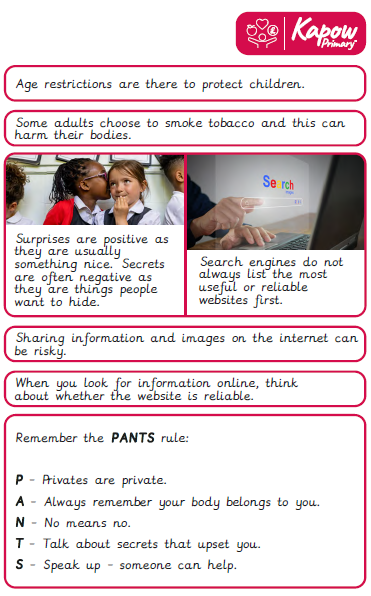 Kapow
Primary
Age restrictions are there to protect children.
Some adults choose to smoke tobacco and this can
harm their bodies.
Surprises are positive as
they are usually
something nice. Secrets
are often negative as
they are things people
want to hide.
Search
Search engines do not
always list the most
useful or reliable
websites first.
Sharing information and images on the internet can
be risky.
When you look for information online, think
about whether the website is reliable.
Remember the PANTS rule:
P - Privates are private.
A - Always remember your body belongs to you.
N - No means no.
T - Talk about secrets that upset you.
S - Speak up - someone can help.